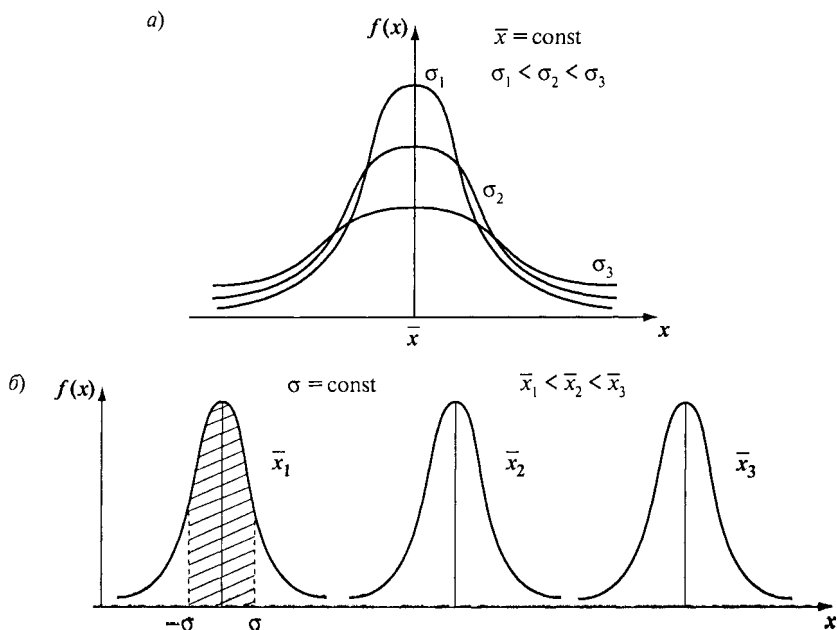 а)
f(x)
x̄ = const
σ₁ < σ₂ < σ₃
σ₁
σ₂
σ₃
x̄
x
б)
f(x)
σ = const
x̄₁ < x̄₂ < x̄₃
x̄₁
x̄₂
x̄₃
−σ
σ
x